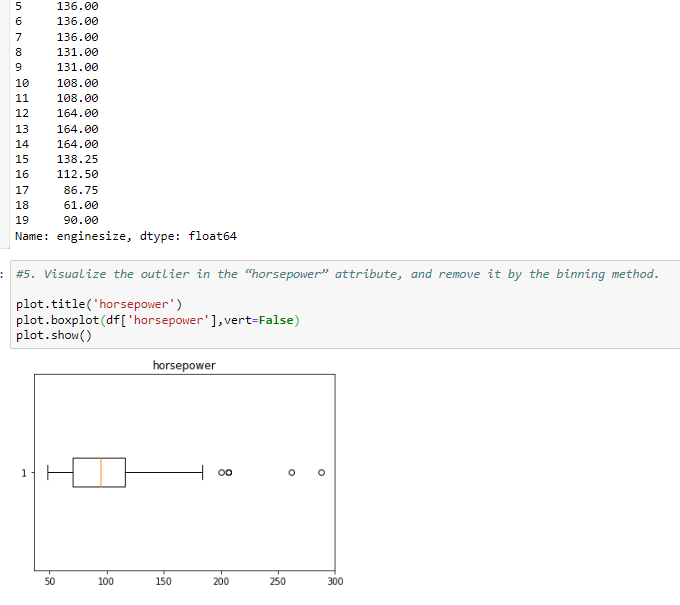 5     136.00
6     136.00
7     136.00
8     131.00
9     131.00
10    108.00
11    108.00
12    164.00
13    164.00
14    164.00
15    138.25
16    112.50
17     86.75
18     61.00
19     90.00
Name: enginesize, dtype: float64
:
#5. Visualize the outlier in the “horsepower” attribute, and remove it by the binning method.
plot.title('horsepower')
plot.boxplot(df['horsepower'],vert=False)
plot.show()
horsepower
1
50 100 150 200 250 300